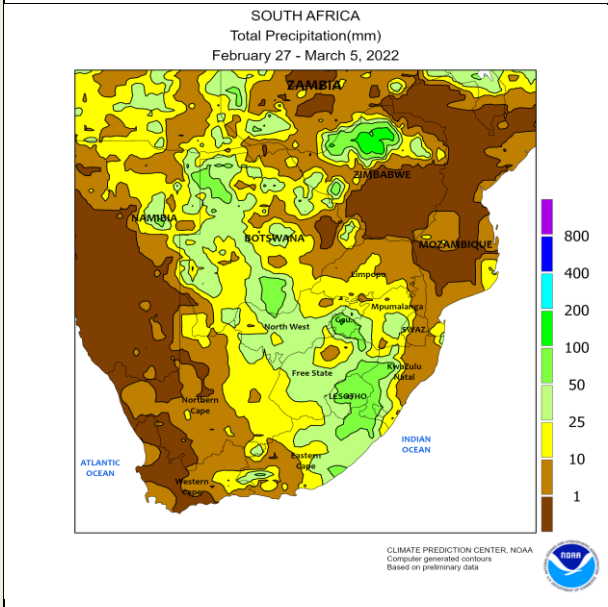 SOUTH AFRICA
Total Precipitation(mm)
February 27 - March 5, 2022
ZAMBIA
ZIMBABWE
NAMIBIA
BOTSWANA
MOZAMBIQUE
Limpopo
Mpumalanga
North West
Gau.
SWAZ.
Free State
KwaZulu
Natal
LESOTHO
Northern
Cape
Eastern
Cape
Western
Cape
ATLANTIC
OCEAN
INDIAN
OCEAN
800
400
200
100
50
25
10
1
CLIMATE PREDICTION CENTER, NOAA
Computer generated contours
Based on preliminary data
NOAA